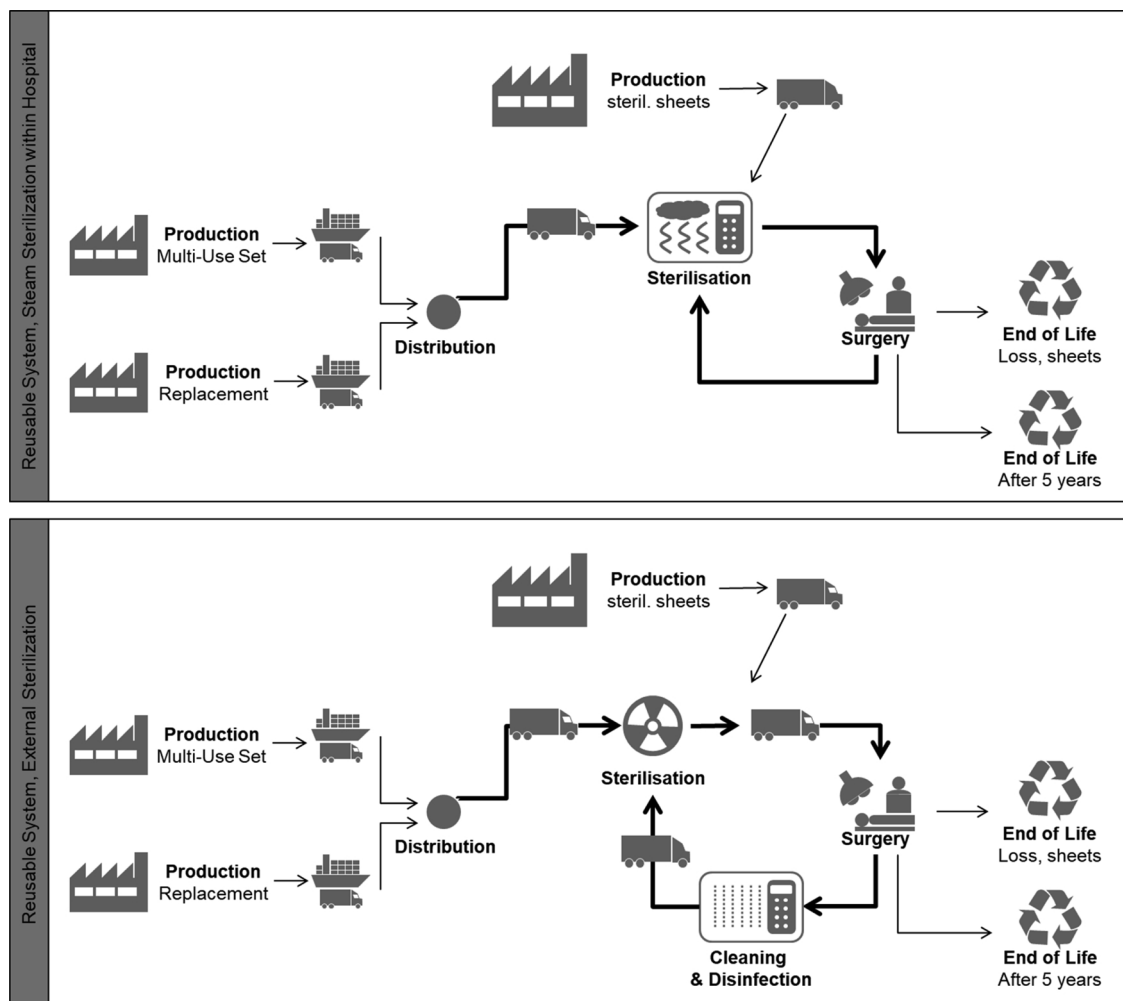 Reusable System, Steam Sterilization within Hospital
Production
steril. sheets
Production
Multi-Use Set
Sterilisation
Distribution
Surgery
End of Life
Loss, sheets
Production
Replacement
End of Life
After 5 years
Reusable System, External Sterilization
Production
steril. sheets
Production
Multi-Use Set
Sterilisation
Distribution
Surgery
End of Life
Loss, sheets
Production
Replacement
Cleaning
& Disinfection
End of Life
After 5 years